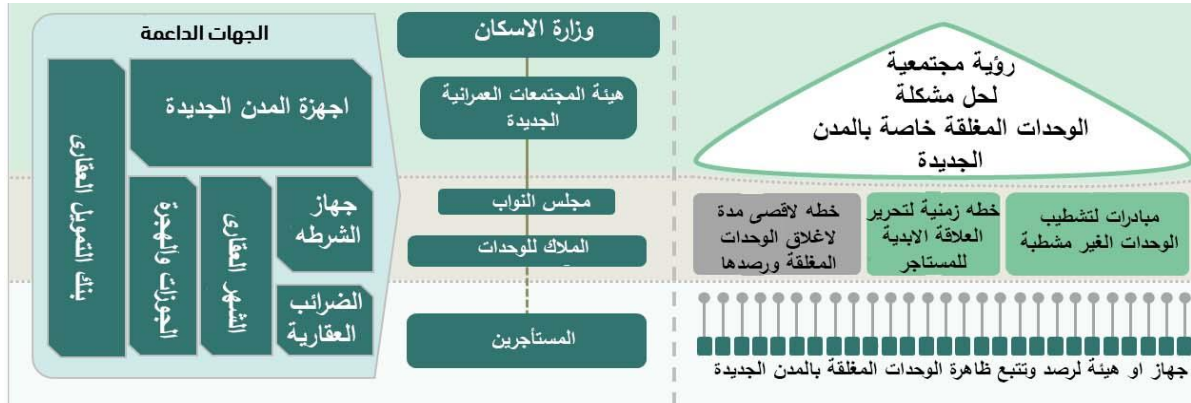 رؤية مجتمعية
لحل مشكلة
الوحدات المغلقة خاصة بالمدن
الجديدة
مبادرات لتشطيب
الوحدات الغير مشطبة
خطه زمنية لتحرير
العلاقة الابدية
للمستاجر
خطه لاقصى مدة
لاغلاق الوحدات
المغلقة ورصدها
جهاز او هيئة لرصد وتتبع ظاهرة الوحدات المغلقة بالمدن الجديدة
وزارة الاسكان
هيئة المجتمعات العمرانية
الجديدة
مجلس النواب
الملاك للوحدات
المستأجرين
الجهات الداعمة
اجهزة المدن الجديدة
جهاز
الشرطه
الضرائب
العقارية
الشهر العقارى
الجوزات والهجرة
بنك التمويل العقارى